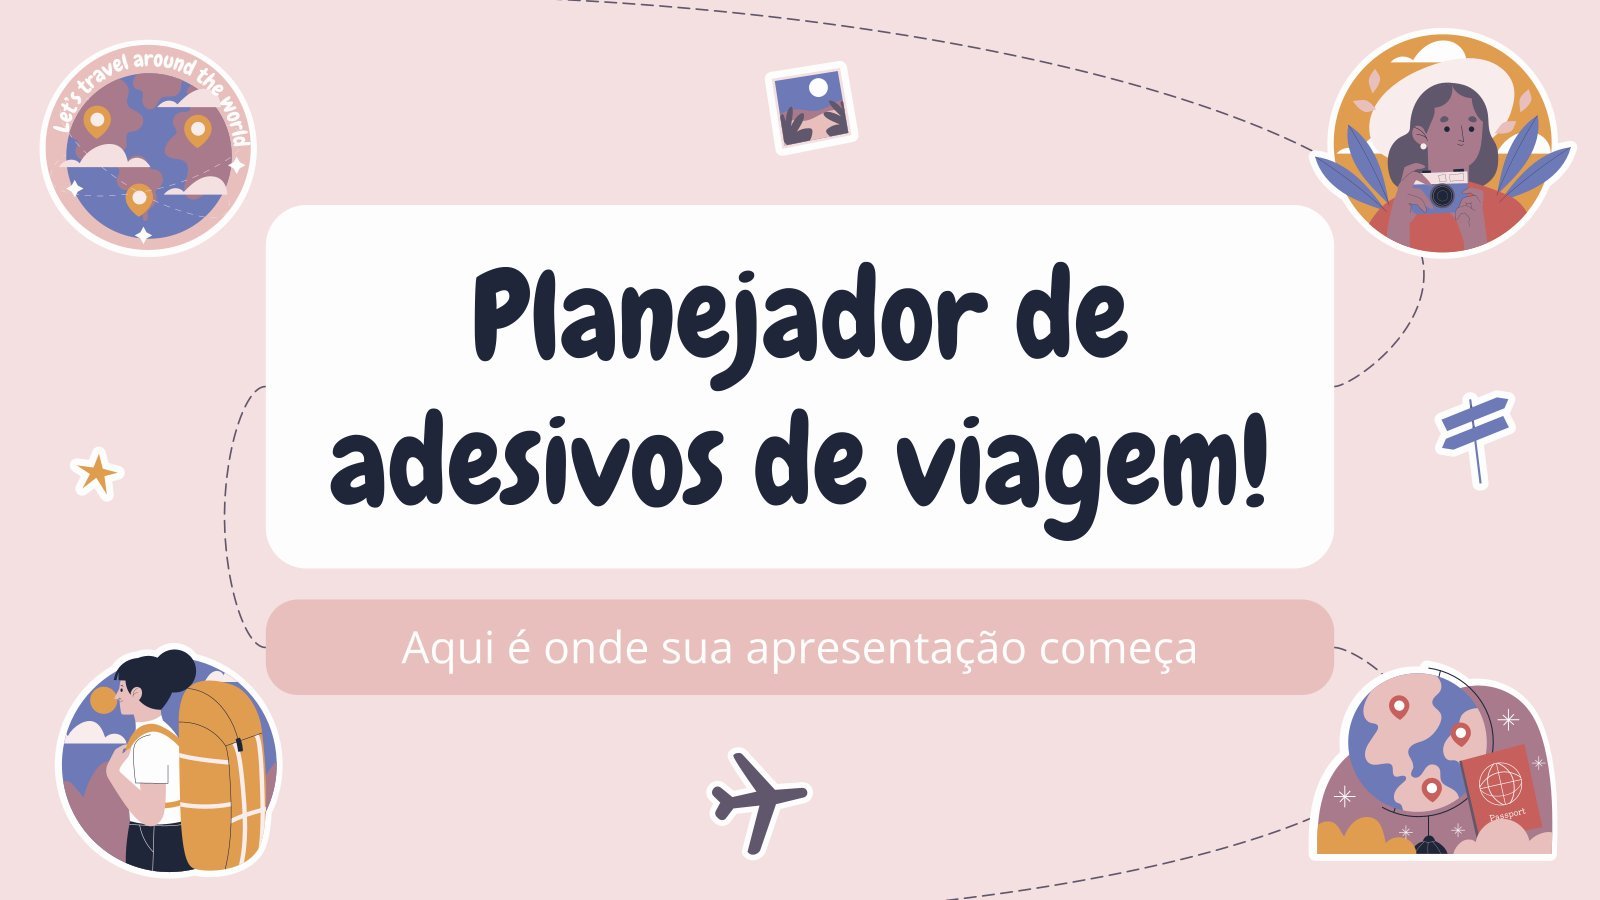 Let's travel around the world
Planejador de
adesivos de viagem!
Aqui é onde sua apresentação começa
Passport